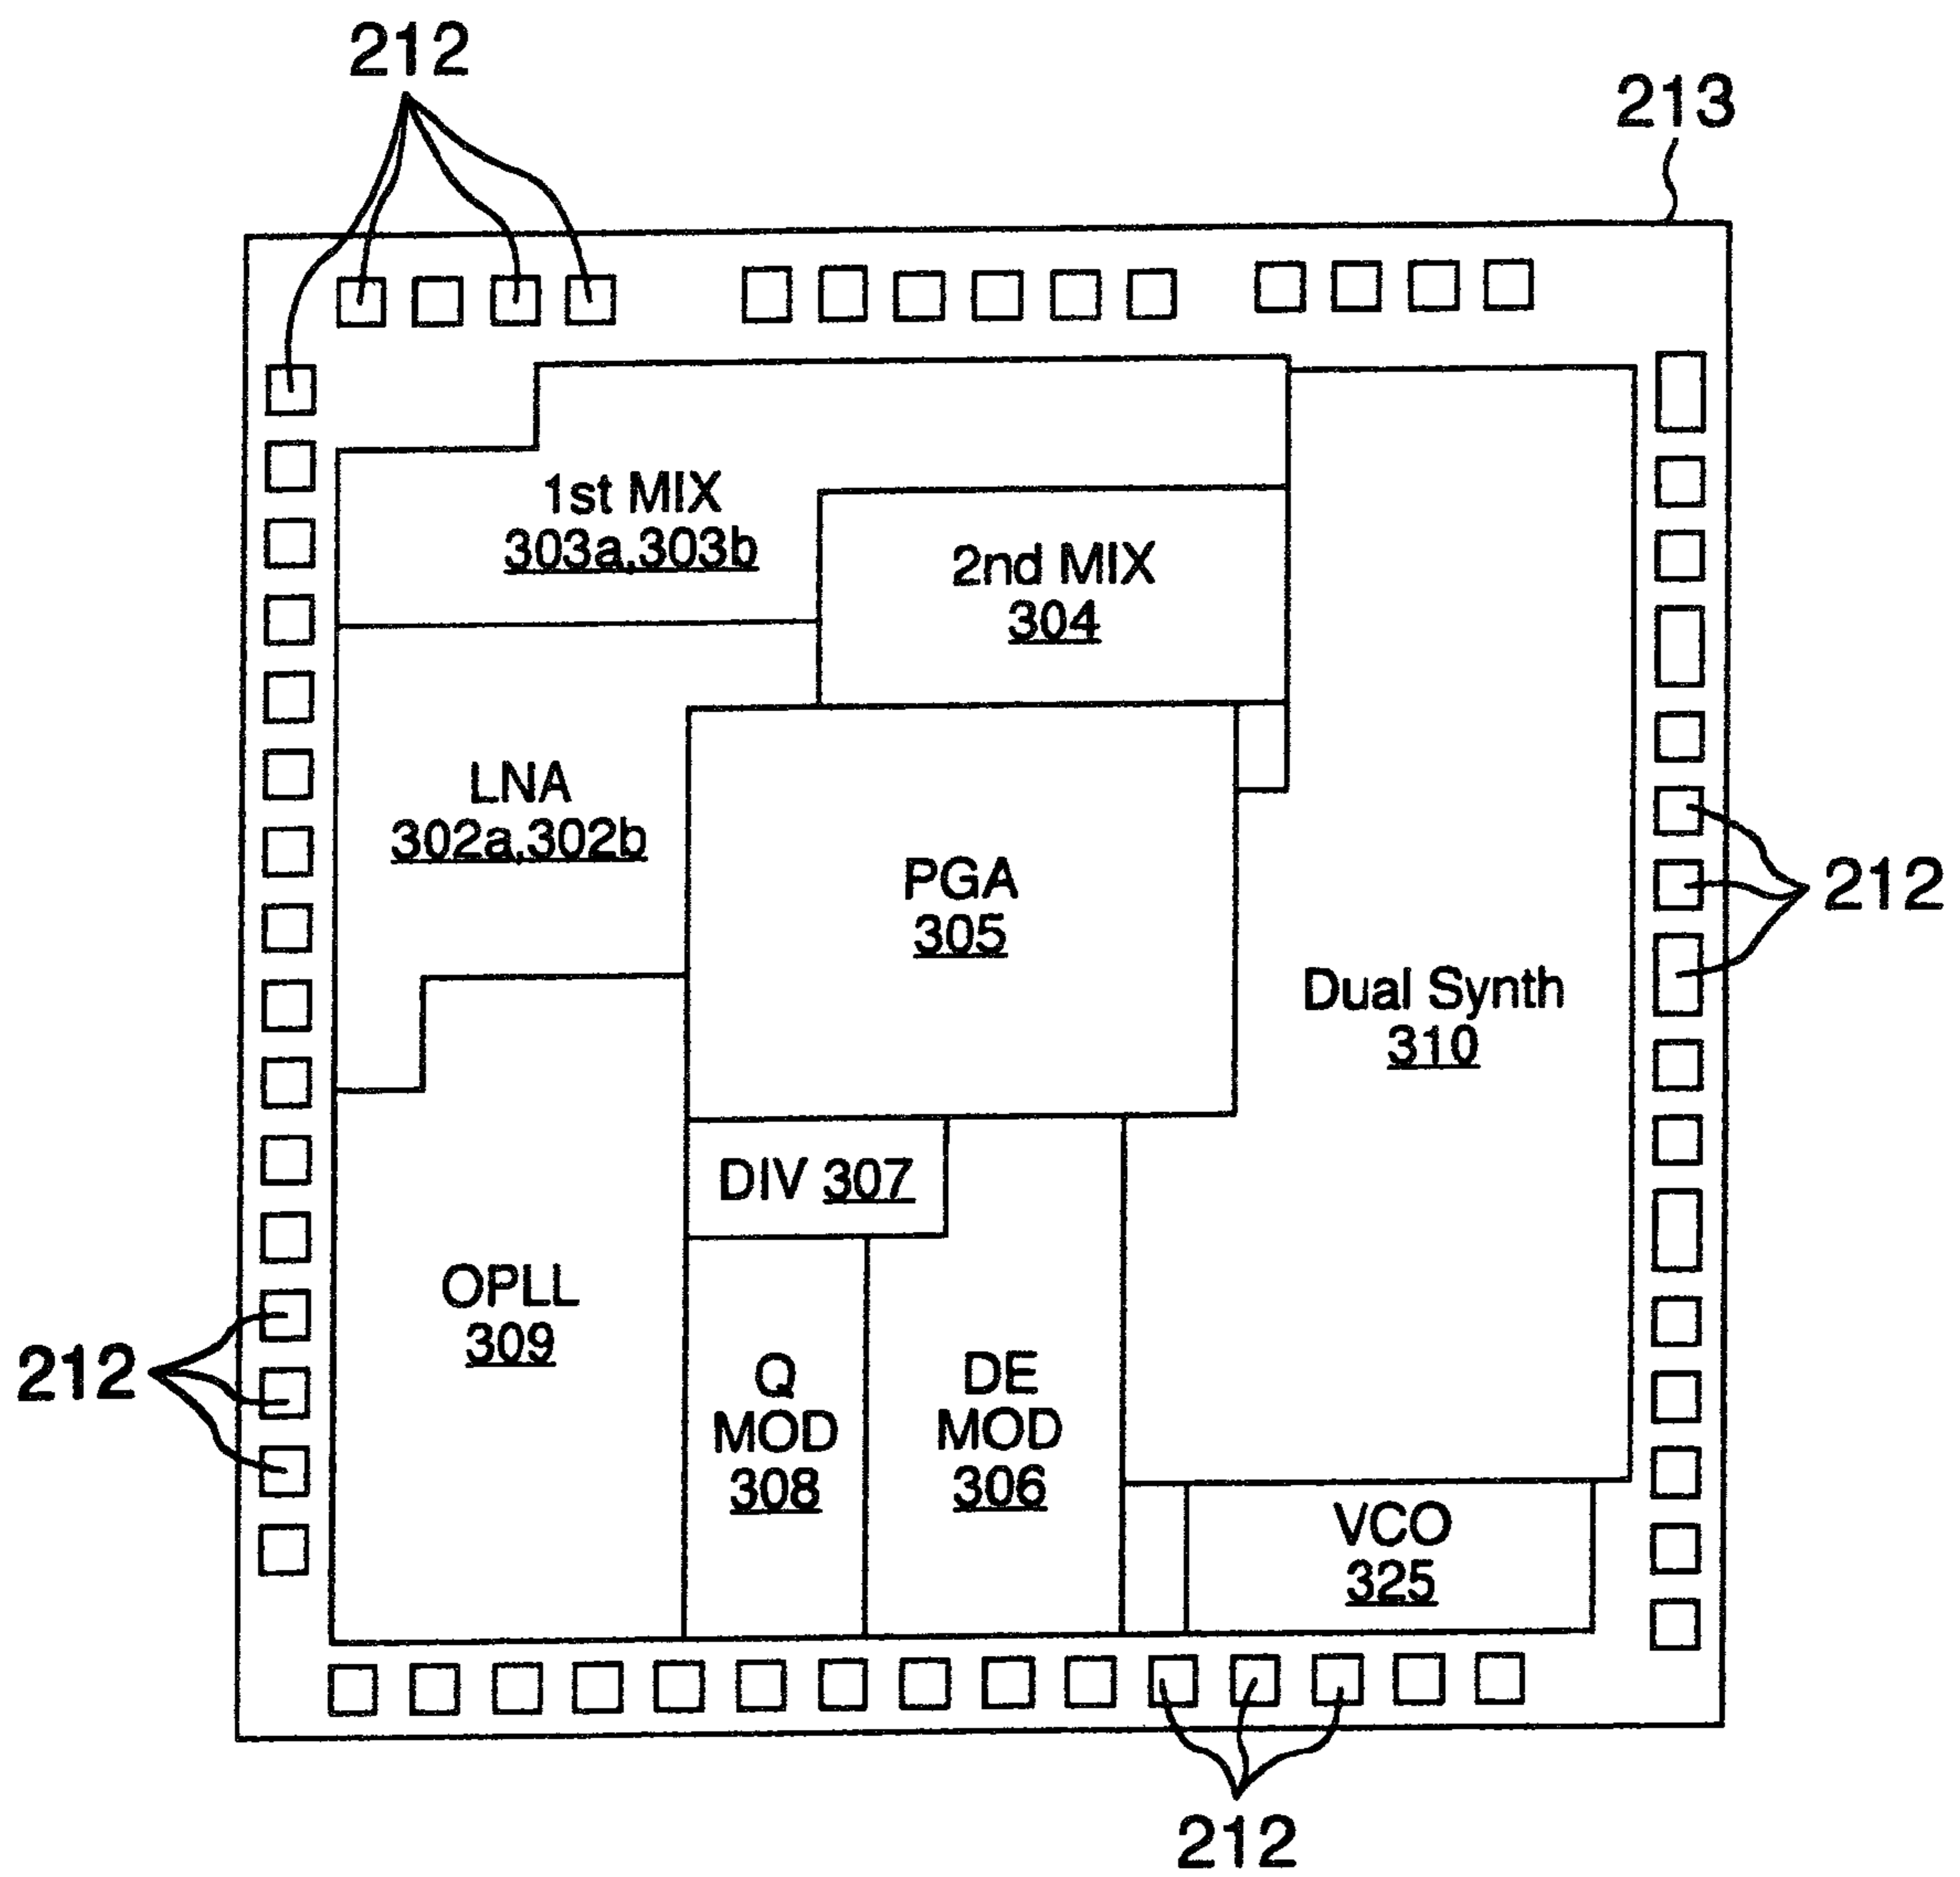 212
213
1st MIX
303a,303b
2nd MIX
304
LNA
302a,302b
PGA
305
212
Dual Synth
310
DIV 307
OPLL
309
212
Q
MOD
308
DE
MOD
306
VCO
325
212